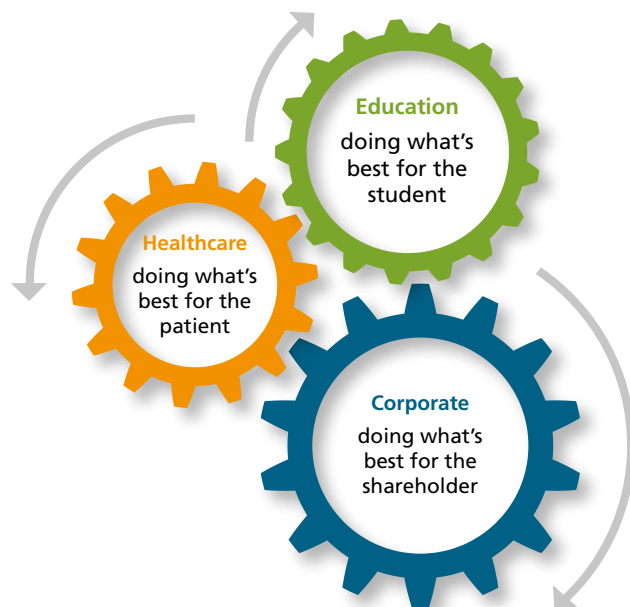 Education
doing what's
best for the
student
Healthcare
doing what's
best for the
patient
Corporate
doing what's
best for the
shareholder